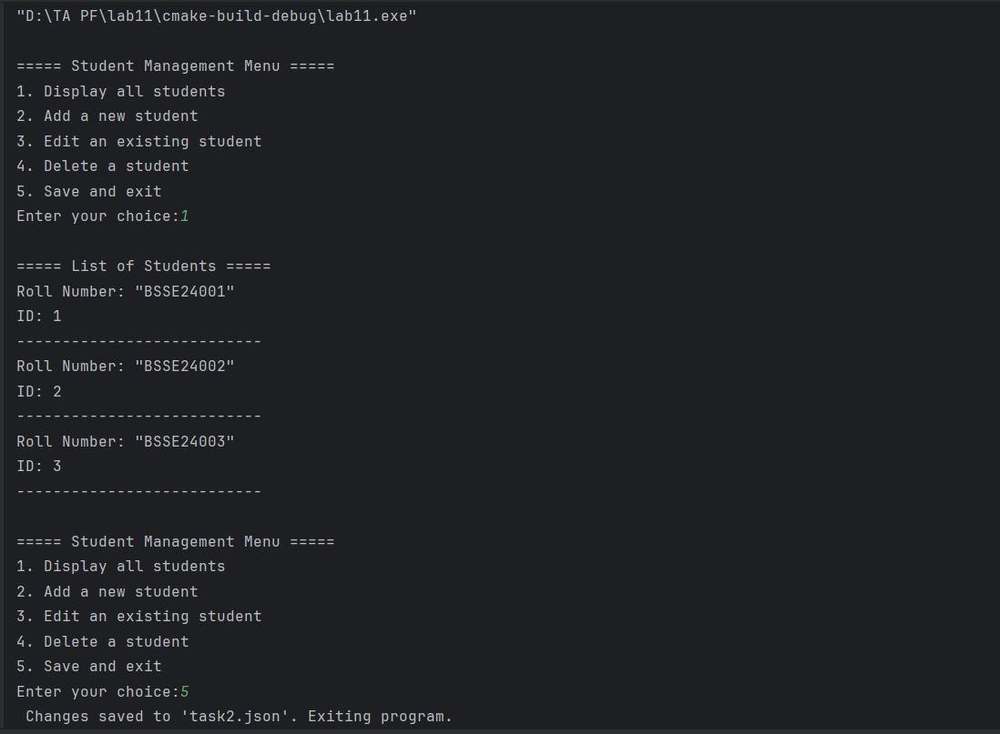 "D:\TA PF\lab11\cmake-build-debug\lab11.exe"
===== Student Management Menu =====
1. Display all students
2. Add a new student
3. Edit an existing student
4. Delete a student
5. Save and exit
Enter your choice:1
===== List of Students =====
Roll Number: "BSSE24001"
ID: 1
---------------------------
Roll Number: "BSSE24002"
ID: 2
---------------------------
Roll Number: "BSSE24003"
ID: 3
---------------------------
===== Student Management Menu =====
1. Display all students
2. Add a new student
3. Edit an existing student
4. Delete a student
5. Save and exit
Enter your choice:5
Changes saved to 'task2.json'. Exiting program.